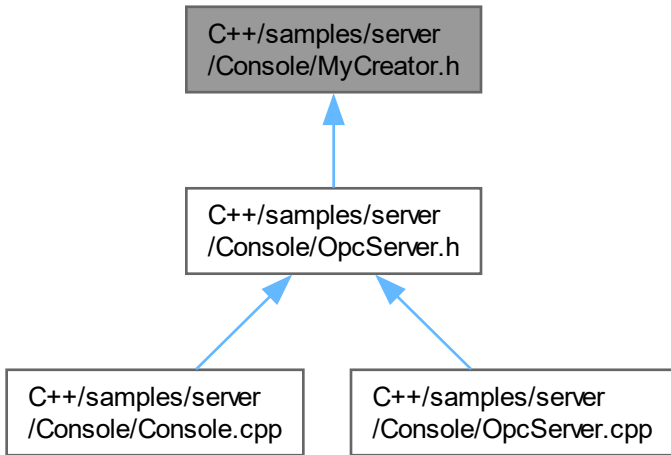 C++/samples/server
/Console/MyCreator.h
C++/samples/server
/Console/OpcServer.h
C++/samples/server
/Console/Console.cpp
C++/samples/server
/Console/OpcServer.cpp